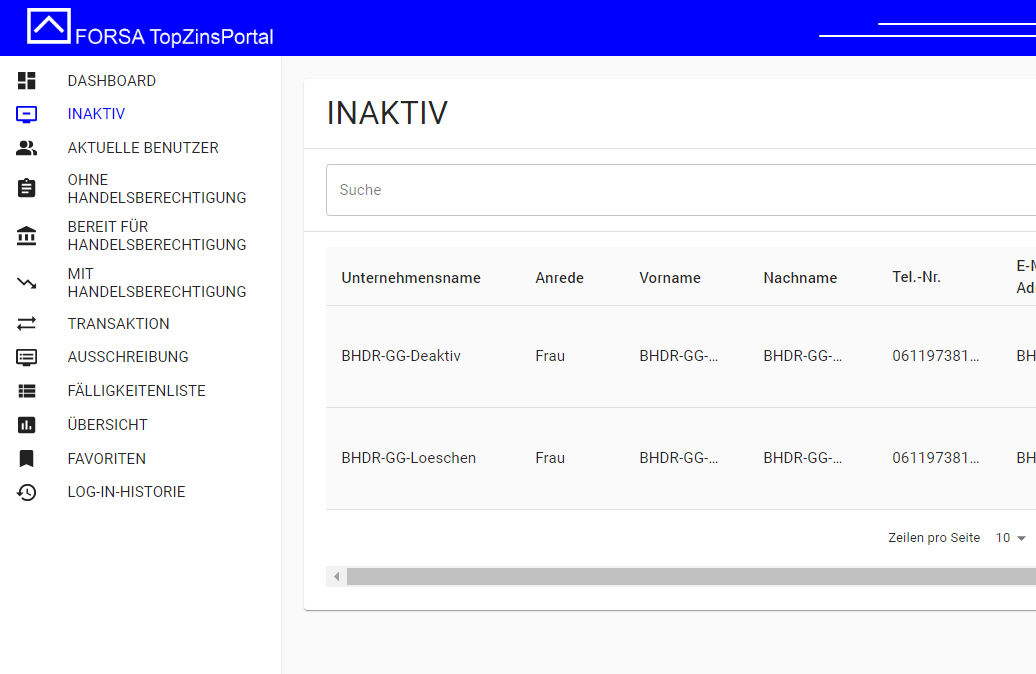 FORSA TopZinsPortal
DASHBOARD
INAKTIV
AKTUELLE BENUTZER
OHNE
HANDELSBERECHTIGUNG
BEREIT FÜR
HANDELSBERECHTIGUNG
MIT
HANDELSBERECHTIGUNG
TRANSAKTION
AUSSCHREIBUNG
FÄLLIGKEITENLISTE
ÜBERSICHT
FAVORITEN
LOG-IN-HISTORIE
INAKTIV
Suche
Unternehmensname Anrede Vorname Nachname Tel.-Nr. E-M
Ad
BHDR-GG-Deaktiv Frau BHDR-GG-... BHDR-GG-... 061197381... BH
BHDR-GG-Loeschen Frau BHDR-GG-... BHDR-GG-... 061197381... BH
Zeilen pro Seite 10